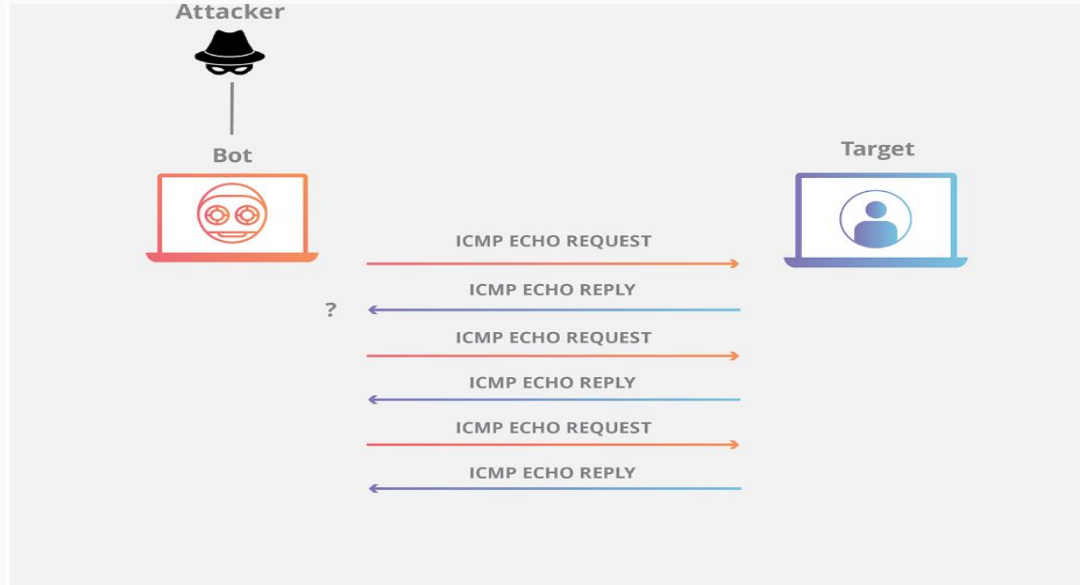 Attacker
Bot
Target
ICMP ECHO REQUEST
ICMP ECHO REPLY
?
ICMP ECHO REQUEST
ICMP ECHO REPLY
ICMP ECHO REQUEST
ICMP ECHO REPLY